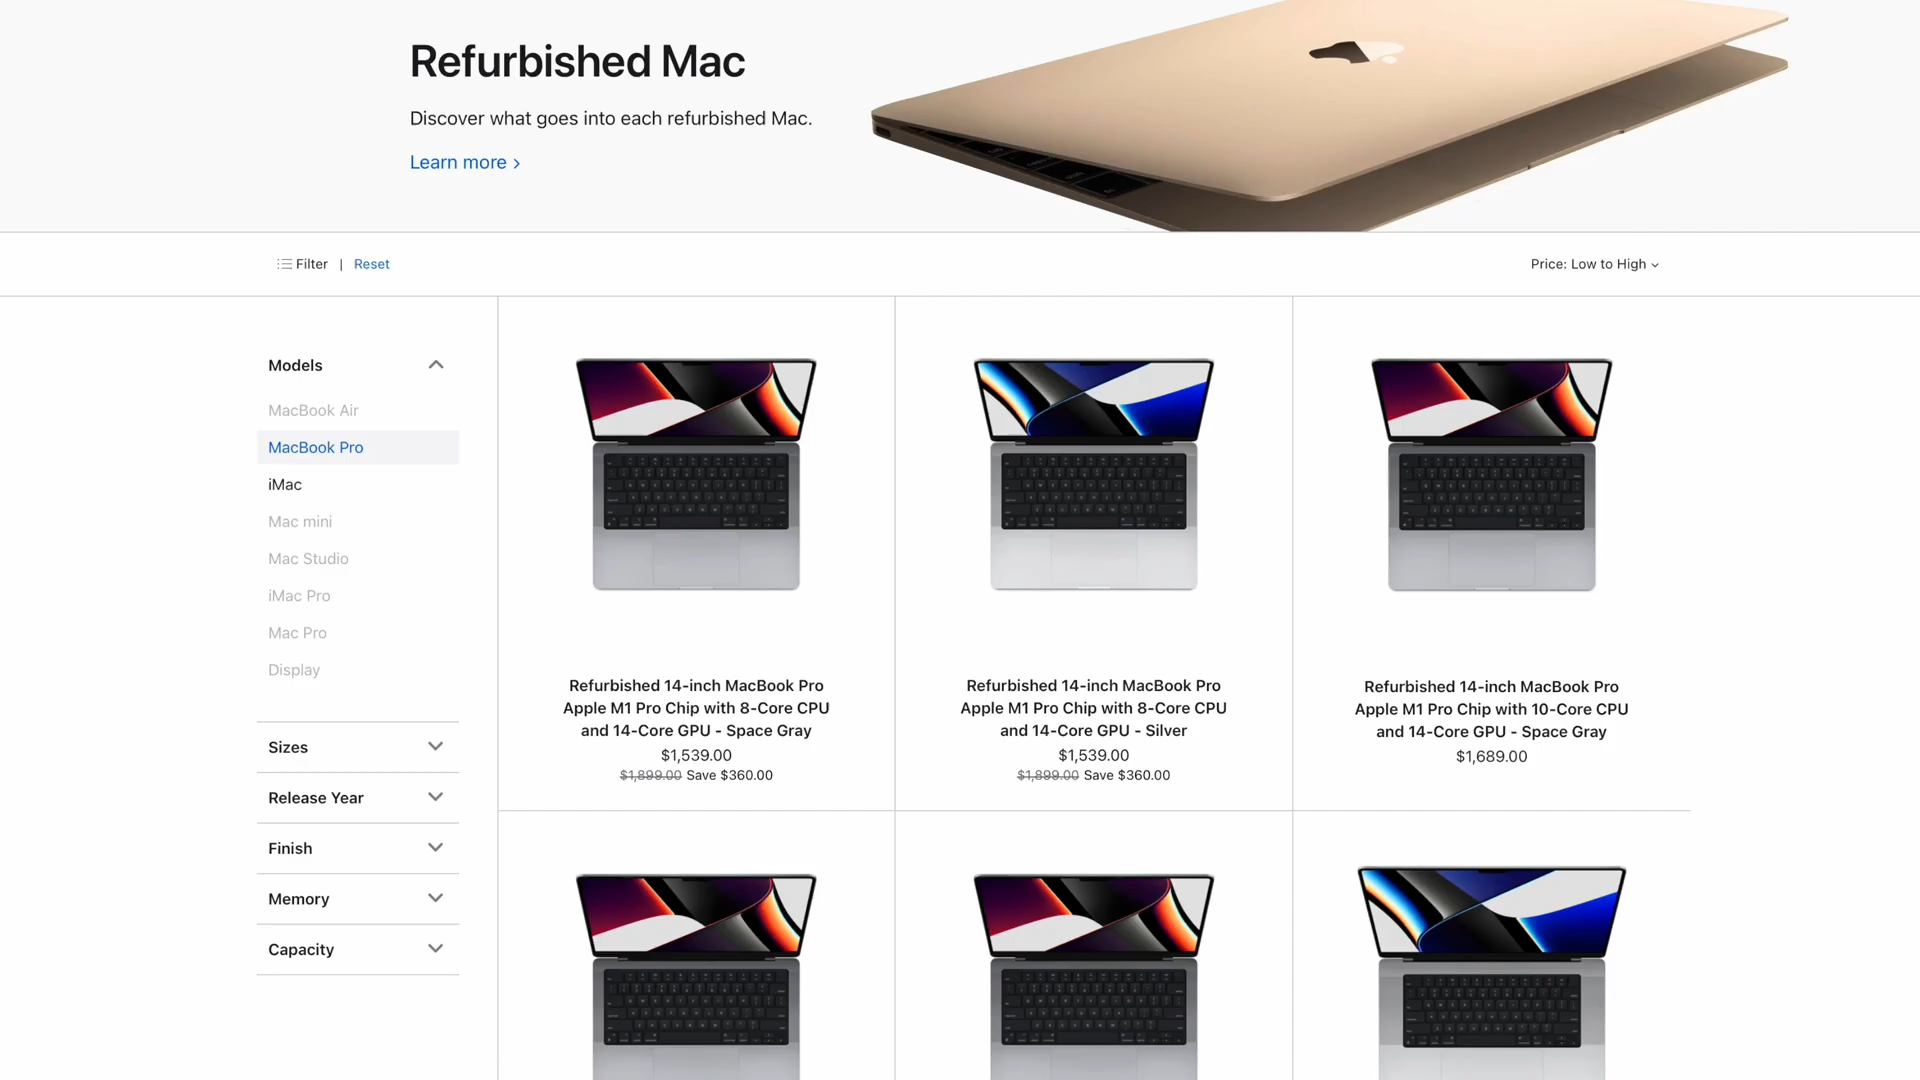 Refurbished Mac
Discover what goes into each refurbished Mac.
Learn more >
Filter | Reset
Price: Low to High
Models
MacBook Air
MacBook Pro
iMac
Mac mini
Mac Studio
iMac Pro
Mac Pro
Display
Sizes
Release Year
Finish
Memory
Capacity
Refurbished 14-inch MacBook Pro
Apple M1 Pro Chip with 8-Core CPU
and 14-Core GPU - Space Gray
$1,539.00
$1,899.00 Save $360.00
Refurbished 14-inch MacBook Pro
Apple M1 Pro Chip with 8-Core CPU
and 14-Core GPU - Silver
$1,539.00
$1,899.00 Save $360.00
Refurbished 14-inch MacBook Pro
Apple M1 Pro Chip with 10-Core CPU
and 14-Core GPU - Space Gray
$1,689.00